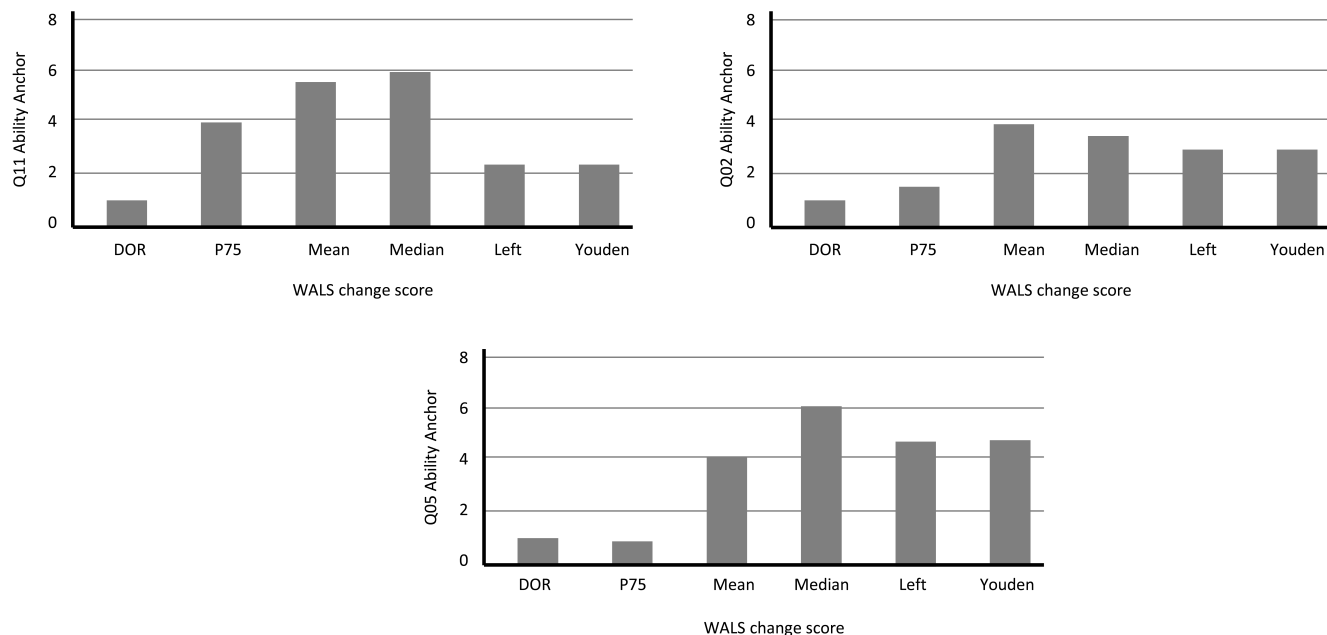 Q11 Ability Anchor
8
6
4
2
0
DOR P75 Mean Median Left Youden
WALS change score
Q02 Ability Anchor
8
6
4
2
0
DOR P75 Mean Median Left Youden
WALS change score
Q05 Ability Anchor
8
6
4
2
0
DOR P75 Mean Median Left Youden
WALS change score